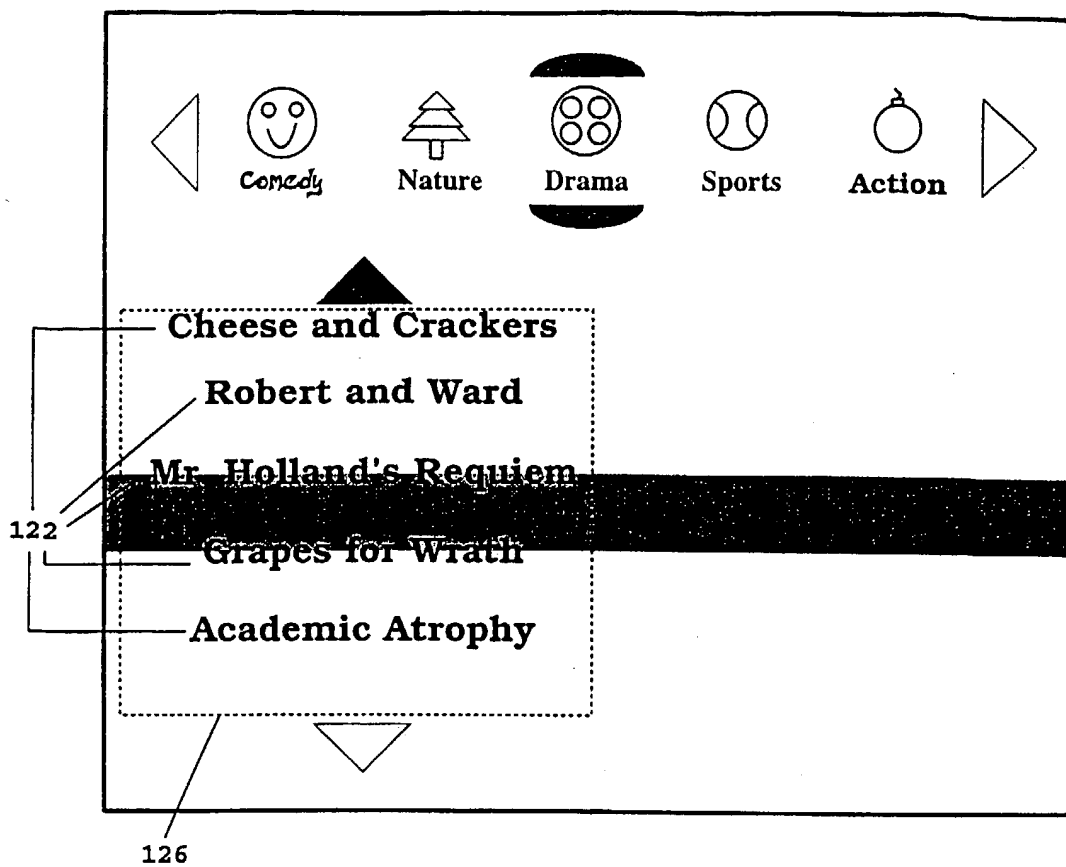 Comedy Nature Drama Sports Action
Cheese and Crackers
Robert and Ward
Mr. Holland's Requiem
122
Grapes for Wrath
Academic Atrophy
126